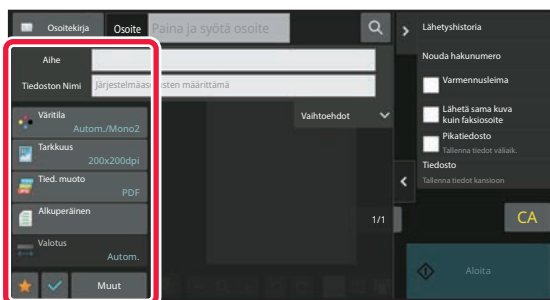 Osoitekirja
Osoite
Paina ja syötä osoite
Aihe
Tiedoston Nimi
Järjestelmäasetusten määrittämä
Väritila
Autom./Mono2
Tarkkuus
200x200dpi
Tied. muoto
PDF
Alkuperäinen
Valotus
Autom.
Muut
Vaihtoehdot
1/1
Lähetyshistoria
Nouda hakunumero
Varmennusleima
Lähetä sama kuva
kuin faksiosoite
Pikatiedosto
Tallenna tiedot väliaik.
Tiedosto
Tallenna tiedot kansioon
CA
Aloita